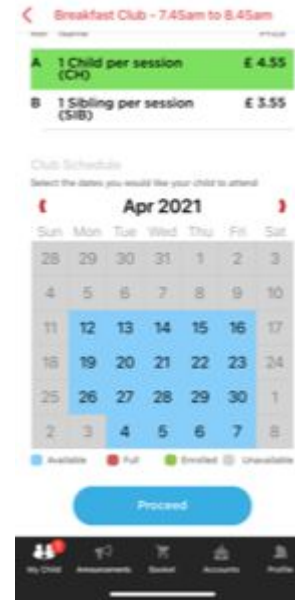 Breakfast Club - 7.45am to 8.45am
A 1 Child per session £ 4.55
(CH)
B 1 Sibling per session £ 3.55
(SIB)
Club Schedule
Select the dates you would like your child to attend
Apr 2021
Sun Mon Tue Wed Thu Fri Sat
28 29 30 31 1 2 3
4 5 6 7 8 9 10
11 12 13 14 15 16 17
18 19 20 21 22 23 24
25 26 27 28 29 30 1
2 3 4 5 6 7 8
Available Full Enrolled Unavailable
Proceed
My Child Announcements Basket Accounts Profile